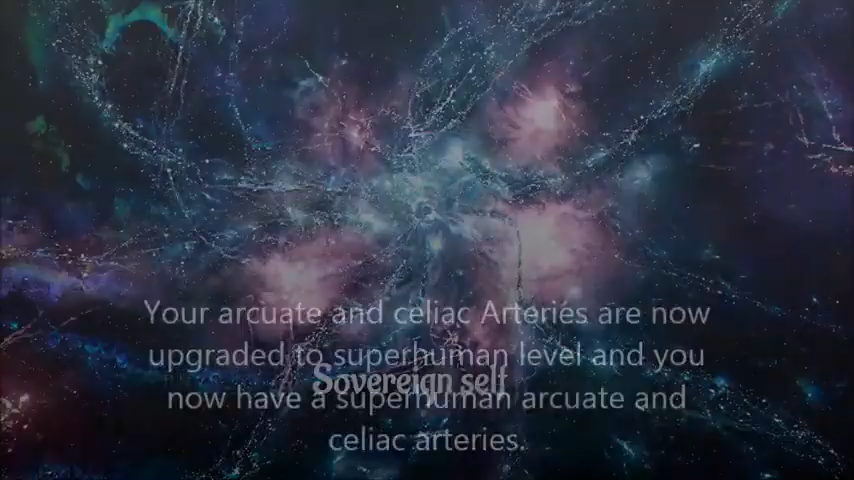 Your arcuate and celiac Arteries are now
upgraded to superhuman level and you
Sovereign self
now have a superhuman arcuate and
celiac arteries.